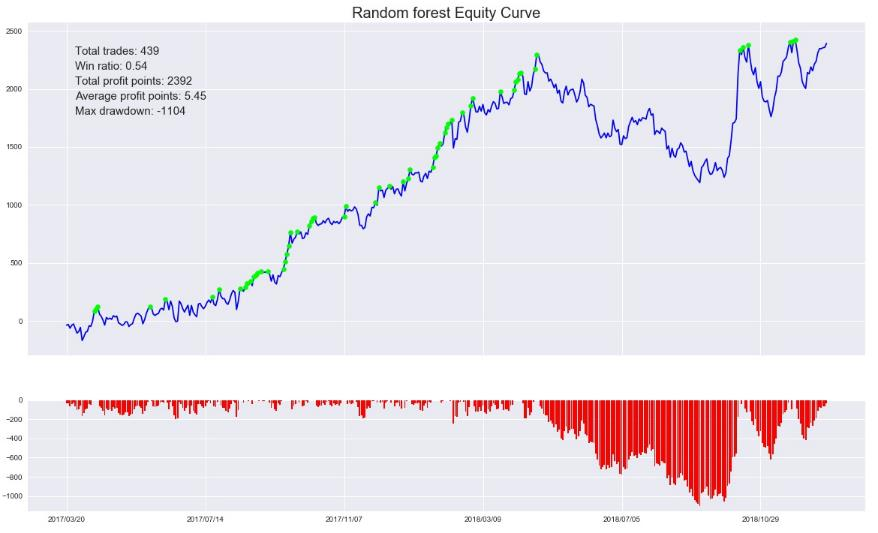 Random forest Equity Curve
2500
Total trades: 439
Win ratio: 0.54
Total profit points: 2392
Average profit points: 5.45
Max drawdown: -1104
2000
1500
1000
500
0
0
−200
−400
−600
−800
−1000
2017/03/20 2017/07/14 2017/11/07 2018/03/09 2018/07/05 2018/10/29